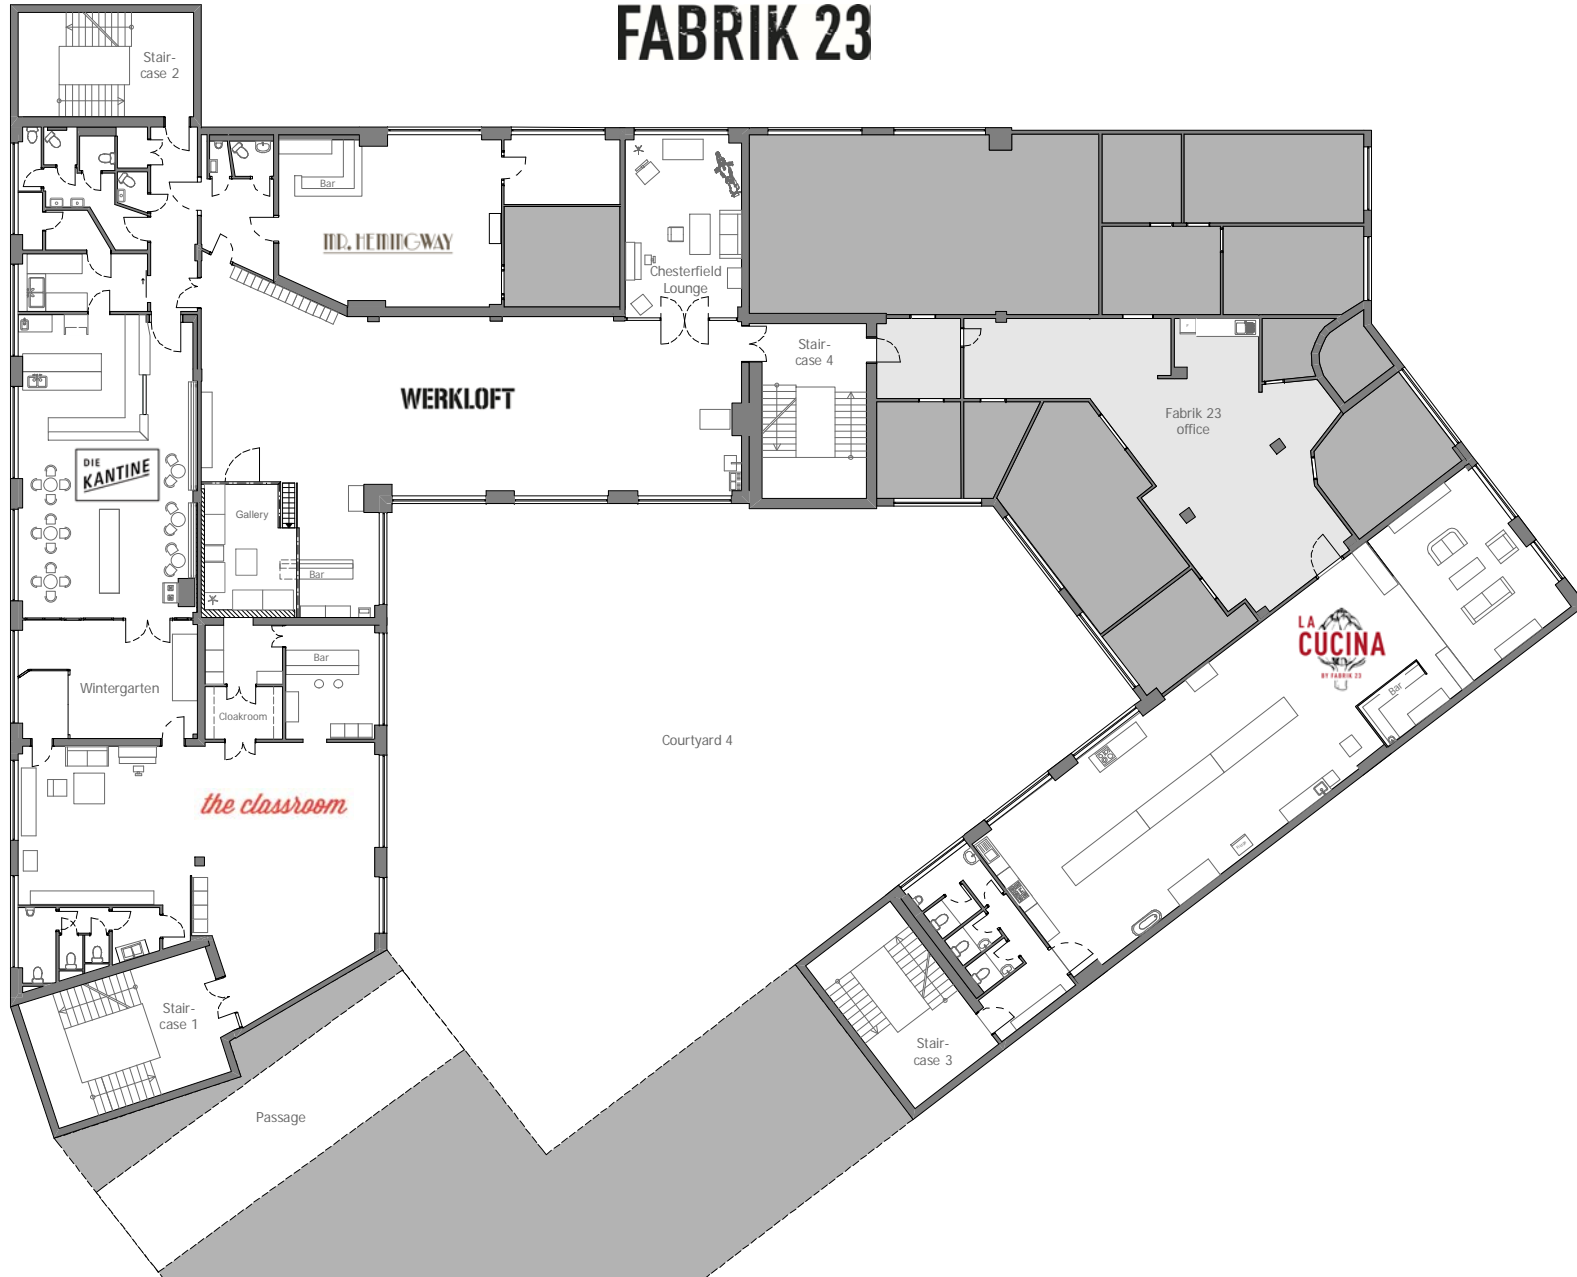 FABRIK 23
Stair-
case 2
Bar
MR. HEMINGWAY
Chesterfield
Lounge
Stair-
case 4
WERKLOFT
Fabrik 23
office
DIE
KANTINE
Gallery
Bar
LA
CUCINA
BY FABRIK 23
Bar
Bar
Wintergarten
Cloakroom
Courtyard 4
the classroom
Stair-
case 1
Stair-
case 3
Passage